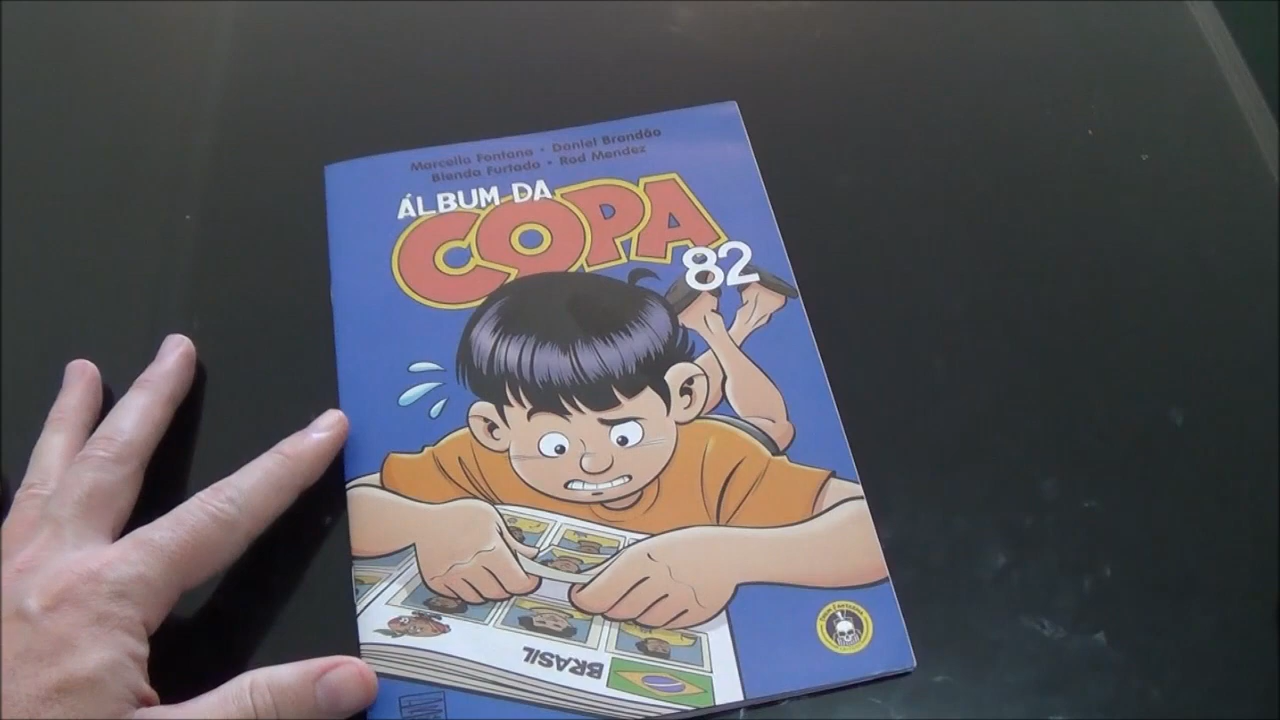 Marcello Fontana • Daniel Brandão
Blenda Furtado • Rod Mendez
ÁLBUM DA
COPA
82
BRASIL